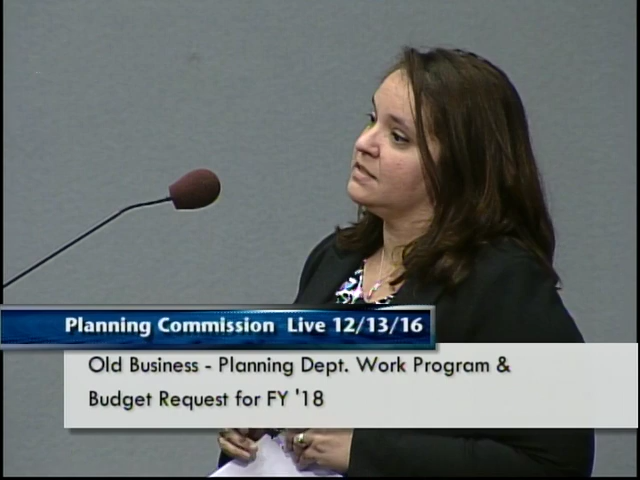 Planning Commission Live 12/13/16
Old Business - Planning Dept. Work Program &
Budget Request for FY '18